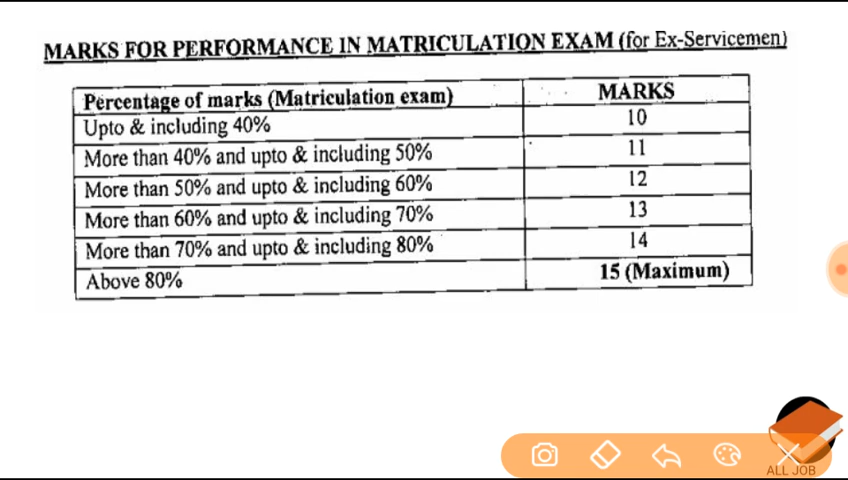 MARKS FOR PERFORMANCE IN MATRICULATION EXAM (for Ex-Servicemen)
Percentage of marks (Matriculation exam) MARKS
Upto & including 40% 10
More than 40% and upto & including 50% 11
More than 50% and upto & including 60% 12
More than 60% and upto & including 70% 13
More than 70% and upto & including 80% 14
Above 80% 15 (Maximum)
ALL JOB